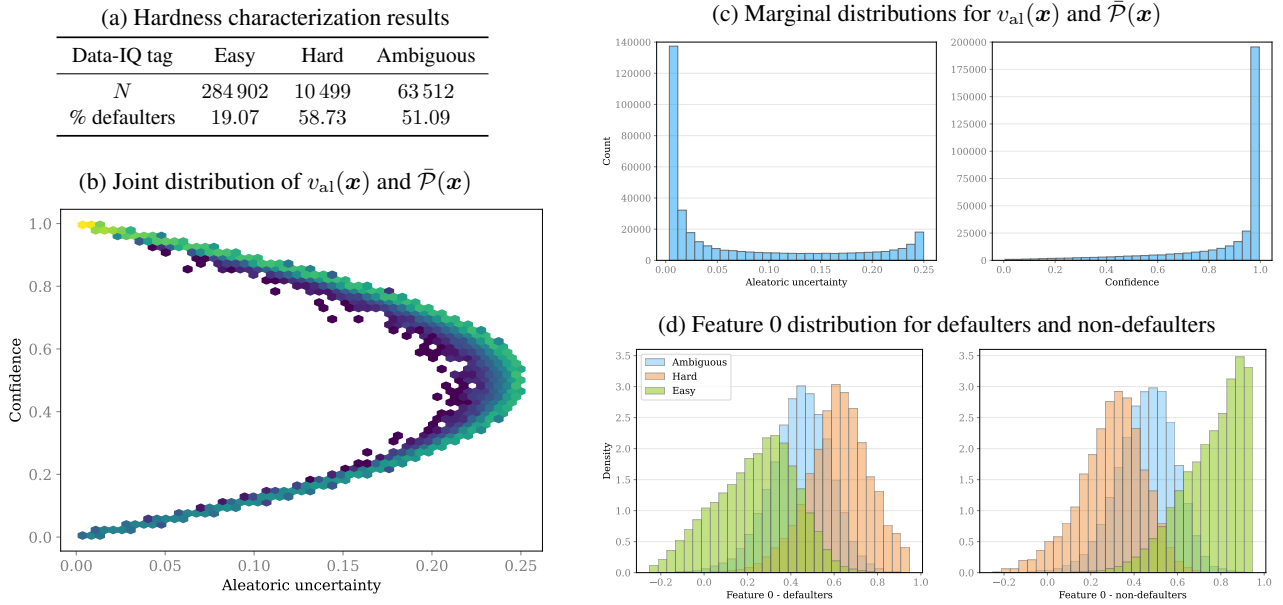 (a) Hardness characterization results
Data-IQ tag Easy Hard Ambiguous
N 284 902 10 499 63 512
% defaulters 19.07 58.73 51.09
(b) Joint distribution of v_al(x) and P̄(x)
1.0
0.8
0.6
0.4
0.2
0.0
Confidence
0.00 0.05 0.10 0.15 0.20 0.25
Aleatoric uncertainty
(c) Marginal distributions for v_al(x) and P̄(x)
140000
120000
100000
80000
60000
40000
20000
0
Count
0.00 0.05 0.10 0.15 0.20 0.25
Aleatoric uncertainty
200000
175000
150000
125000
100000
75000
50000
25000
0
0.0 0.2 0.4 0.6 0.8 1.0
Confidence
(d) Feature 0 distribution for defaulters and non-defaulters
3.5
3.0
2.5
2.0
1.5
1.0
0.5
0.0
Density
Ambiguous
Hard
Easy
−0.2 0.0 0.2 0.4 0.6 0.8 1.0
Feature 0 - defaulters
3.5
3.0
2.5
2.0
1.5
1.0
0.5
0.0
−0.2 0.0 0.2 0.4 0.6 0.8 1.0
Feature 0 - non-defaulters